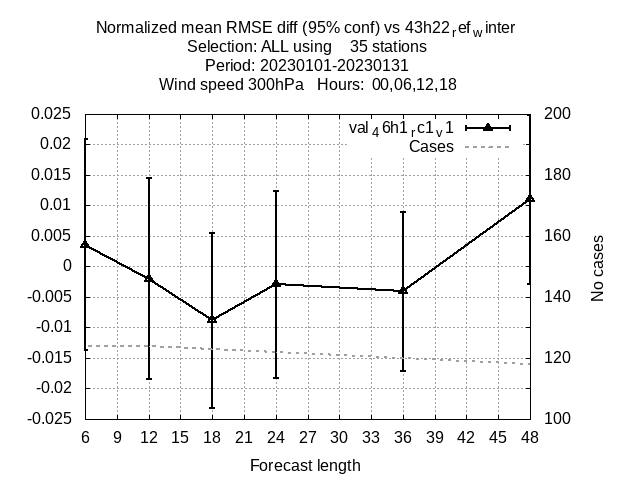 Normalized mean RMSE diff (95% conf) vs 43h22refwinter
Selection: ALL using 35 stations
Period: 20230101-20230131
Wind speed 300hPa Hours: 00,06,12,18
val46h1rc1v1
Cases
0.025
0.02
0.015
0.01
0.005
0
-0.005
-0.01
-0.015
-0.02
-0.025
200
180
160
140
120
100
No cases
6 9 12 15 18 21 24 27 30 33 36 39 42 45 48
Forecast length